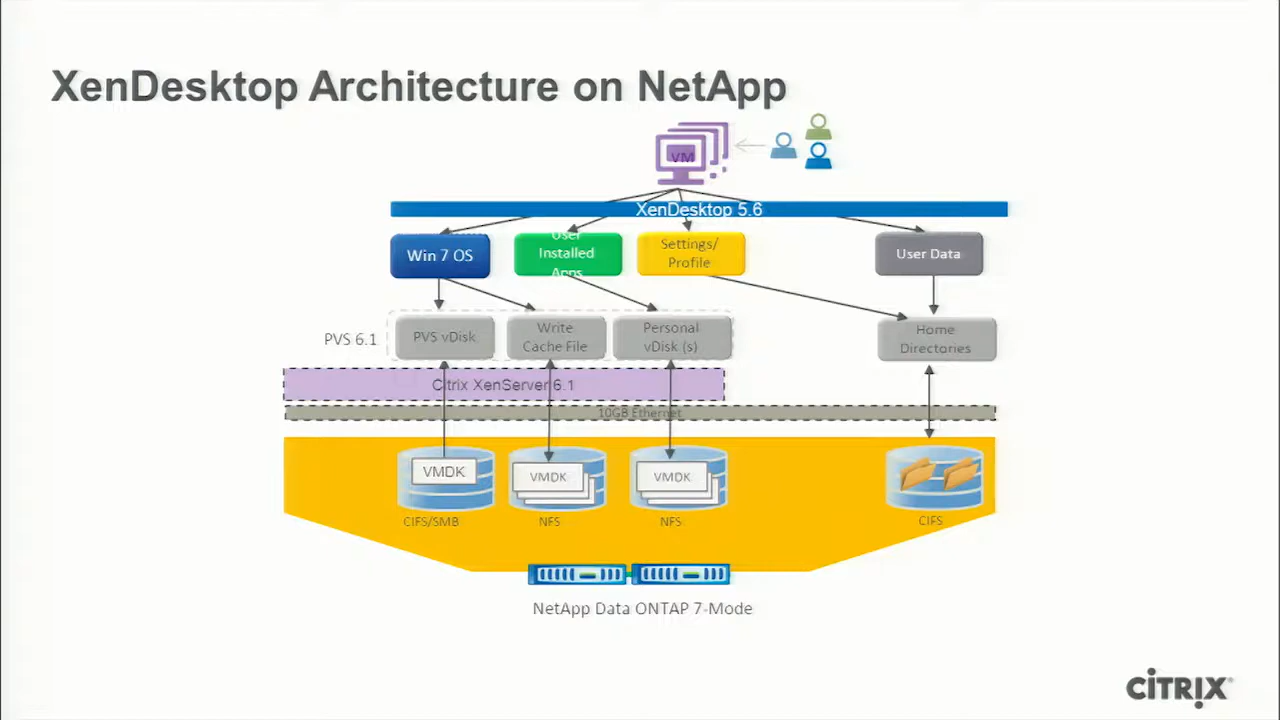 XenDesktop Architecture on NetApp
VM
XenDesktop 5.6
Win 7 OS
User
Installed
Apps
Settings/
Profile
User Data
PVS 6.1
PVS vDisk
Write
Cache File
Personal
vDisk (s)
Home
Directories
Citrix XenServer 6.1
10GB Ethernet
VMDK
VMDK
VMDK
CIFS/SMB
NFS
NFS
CIFS
NetApp Data ONTAP 7-Mode
CITRIX